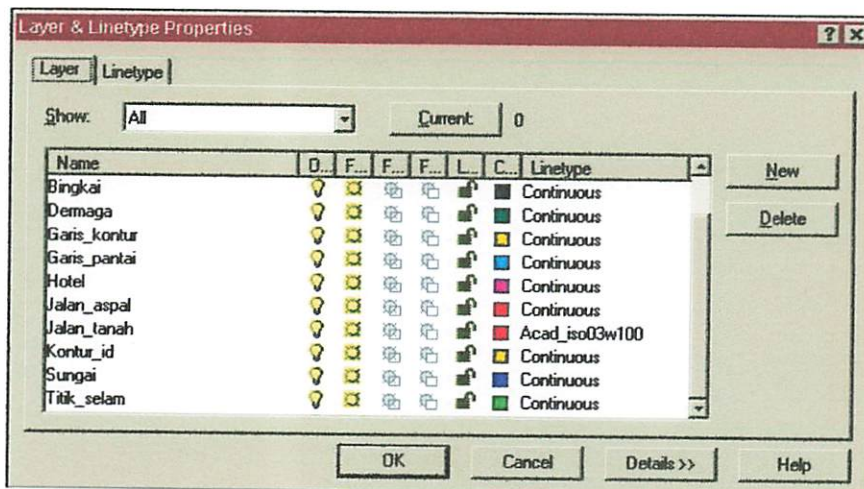 Layer & Linetype Properties
Layer Linetype
Show: All Current 0
Name O... F... F... F... L... C... Linetype
Bingkai Continuous
Dermaga Continuous
Garis_kontur Continuous
Garis_pantai Continuous
Hotel Continuous
Jalan_aspal Continuous
Jalan_tanah Acad_iso03w100
Kontur_id Continuous
Sungai Continuous
Titik_selam Continuous
New
Delete
OK Cancel Details >> Help